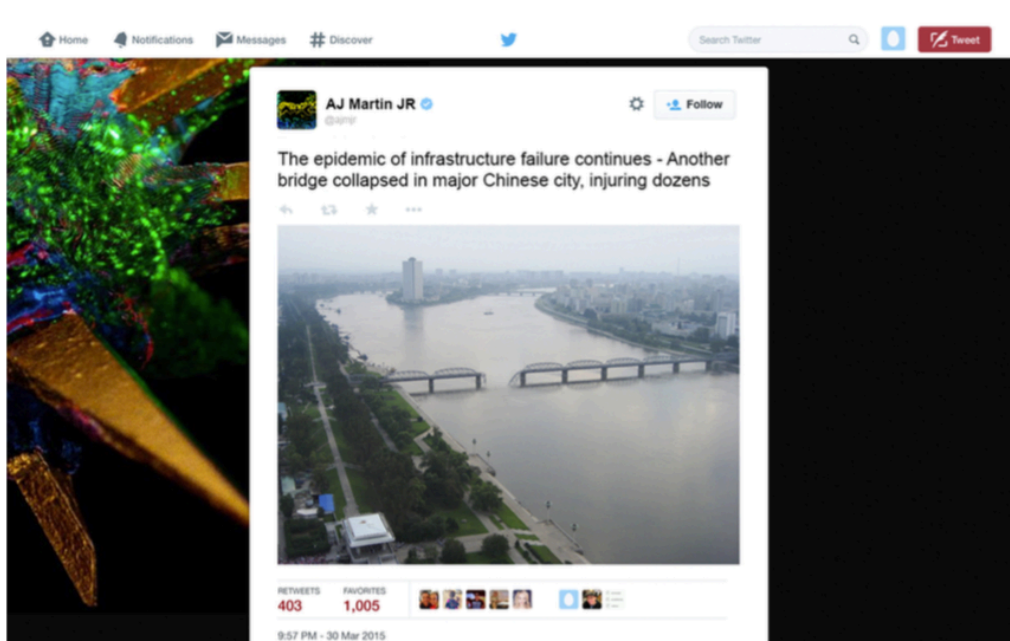 Home
Notifications
Messages
Discover
Search Twitter
Tweet
AJ Martin JR
@ajmjr
Follow
The epidemic of infrastructure failure continues - Another
bridge collapsed in major Chinese city, injuring dozens
RETWEETS
FAVORITES
403
1,005
9:57 PM - 30 Mar 2015